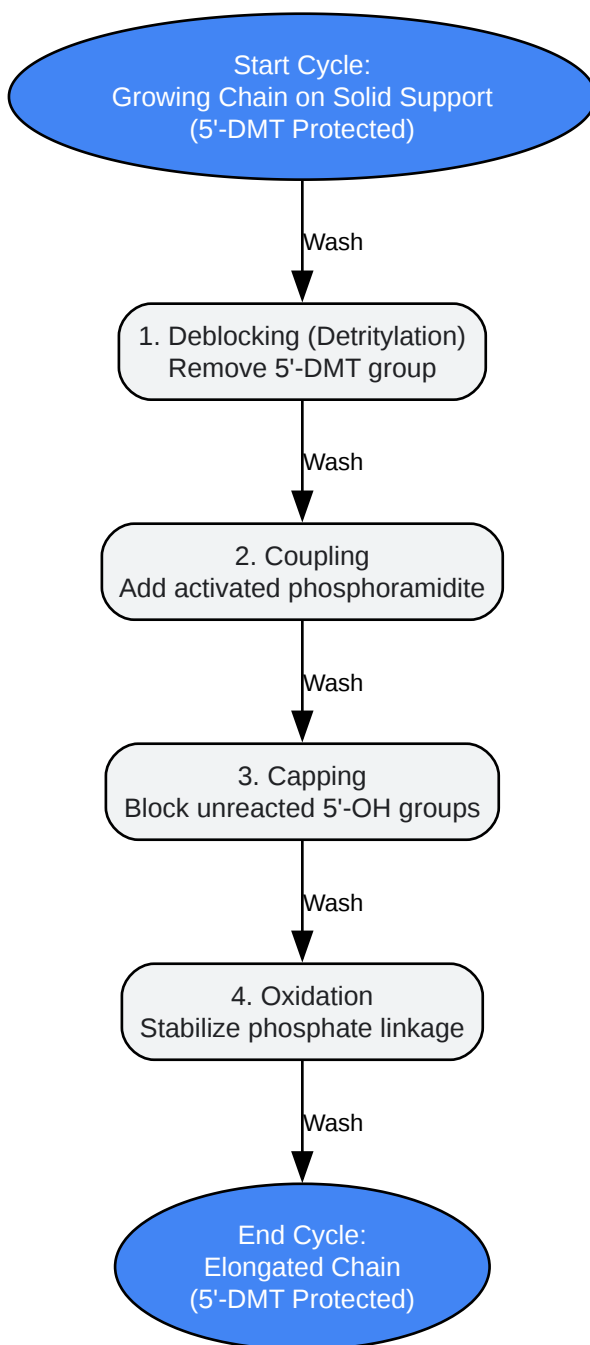 Start Cycle:
Growing Chain on Solid Support
(5'-DMT Protected)
Wash
1. Deblocking (Detritylation)
Remove 5'-DMT group
Wash
2. Coupling
Add activated phosphoramidite
Wash
3. Capping
Block unreacted 5'-OH groups
Wash
4. Oxidation
Stabilize phosphate linkage
Wash
End Cycle:
Elongated Chain
(5'-DMT Protected)